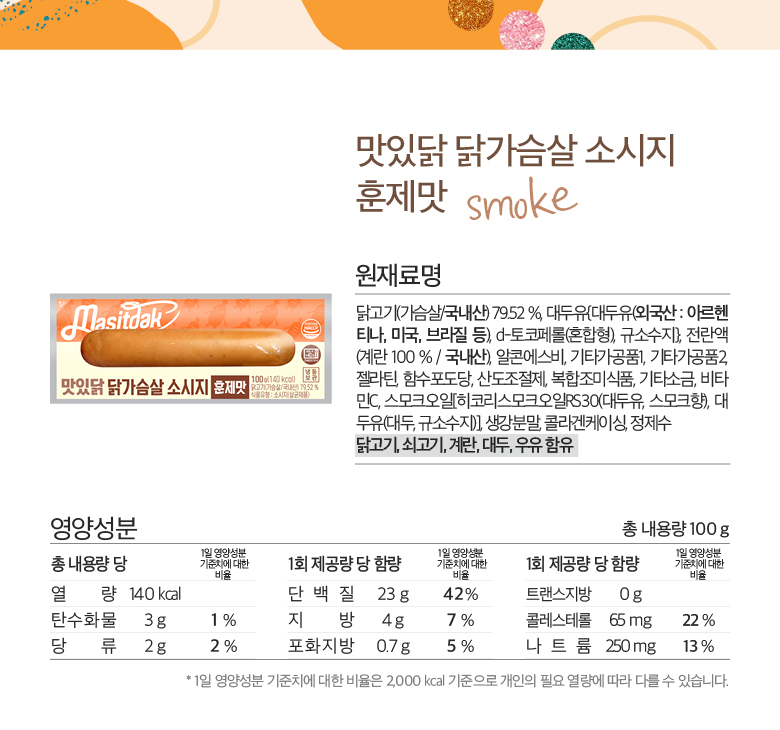 맛있닭 닭가슴살 소시지
훈제맛 smoke
원재료명
닭고기(가슴살/국내산) 79.52 %, 대두유{대두유(외국산 : 아르헨
티나, 미국, 브라질 등), d-토코페롤(혼합형), 규소수지}, 전란액
(계란 100 % / 국내산), 알콘에스비, 기타가공품1, 기타가공품2,
젤라틴, 함수포도당, 산도조절제, 복합조미식품, 기타소금, 비타
민C, 스모크오일[히코리스모크오일RS30(대두유, 스모크향), 대
두유(대두, 규소수지)], 생강분말, 콜라겐케이싱, 정제수
닭고기, 쇠고기, 계란, 대두, 우유 함유
Masitdak
HACCP
맛있닭 닭가슴살 소시지 훈제맛
100 g(140 kcal)
닭고기(가슴살/국내산) 79.52 %
식품유형 : 소시지(살균제품)
냉동
보관
영양성분
총 내용량 100 g
총 내용량 당 1일 영양성분 기준치에 대한 비율
열 량 140 kcal
탄수화물 3 g 1 %
당 류 2 g 2 %
1회 제공량 당 함량 1일 영양성분 기준치에 대한 비율
단 백 질 23 g 42 %
지 방 4 g 7 %
포화지방 0.7 g 5 %
1회 제공량 당 함량 1일 영양성분 기준치에 대한 비율
트랜스지방 0 g
콜레스테롤 65 mg 22 %
나 트 륨 250 mg 13 %
* 1일 영양성분 기준치에 대한 비율은 2,000 kcal 기준으로 개인의 필요 열량에 따라 다를 수 있습니다.